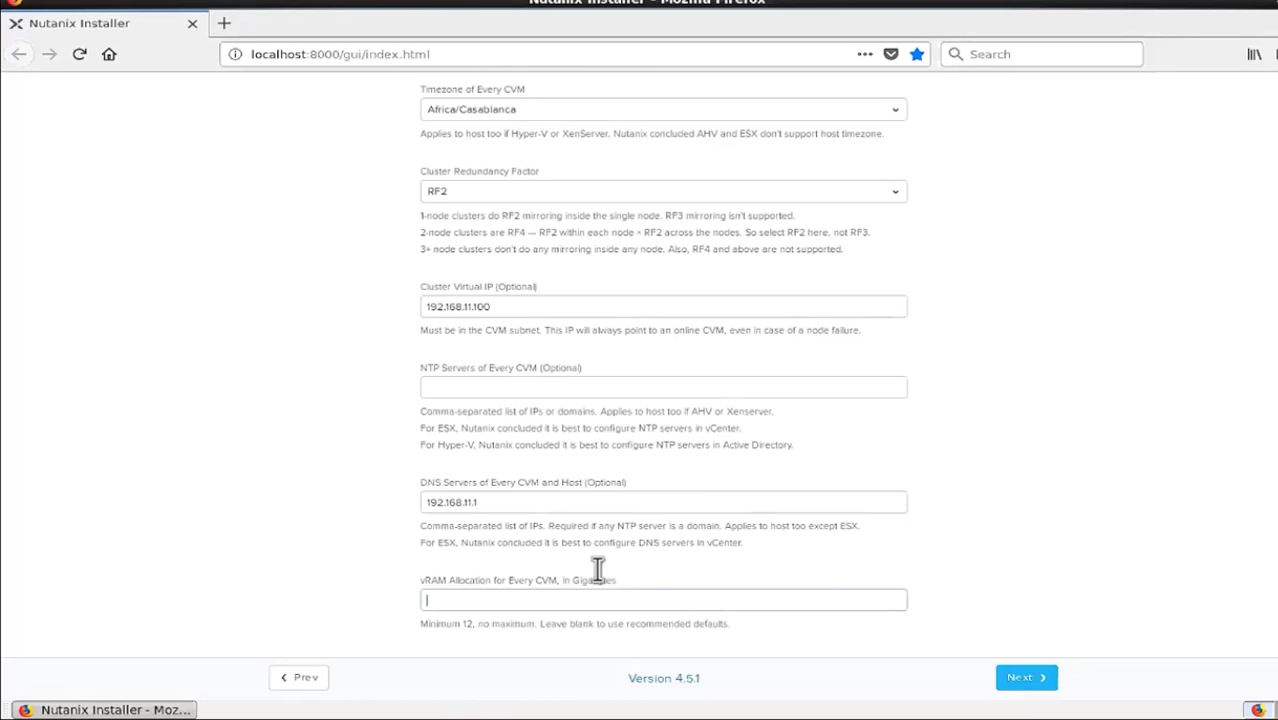 Nutanix Installer - Mozilla Firefox
Nutanix Installer
localhost:8000/gui/index.html
Search
Timezone of Every CVM
Africa/Casablanca
Applies to host too if Hyper-V or XenServer. Nutanix concluded AHV and ESX don't support host timezone.
Cluster Redundancy Factor
RF2
1-node clusters do RF2 mirroring inside the single node. RF3 mirroring isn't supported.
2-node clusters are RF4 — RF2 within each node * RF2 across the nodes. So select RF2 here, not RF3.
3+ node clusters don't do any mirroring inside any node. Also, RF4 and above are not supported.
Cluster Virtual IP (Optional)
192.168.11.100
Must be in the CVM subnet. This IP will always point to an online CVM, even in case of a node failure.
NTP Servers of Every CVM (Optional)
Comma-separated list of IPs or domains. Applies to host too if AHV or Xenserver.
For ESX, Nutanix concluded it is best to configure NTP servers in vCenter.
For Hyper-V, Nutanix concluded it is best to configure NTP servers in Active Directory.
DNS Servers of Every CVM and Host (Optional)
192.168.11.1
Comma-separated list of IPs. Required if any NTP server is a domain. Applies to host too except ESX.
For ESX, Nutanix concluded it is best to configure DNS servers in vCenter.
vRAM Allocation for Every CVM, in Gigabytes
Minimum 12, no maximum. Leave blank to use recommended defaults.
Prev
Version 4.5.1
Next
Nutanix Installer - Moz...